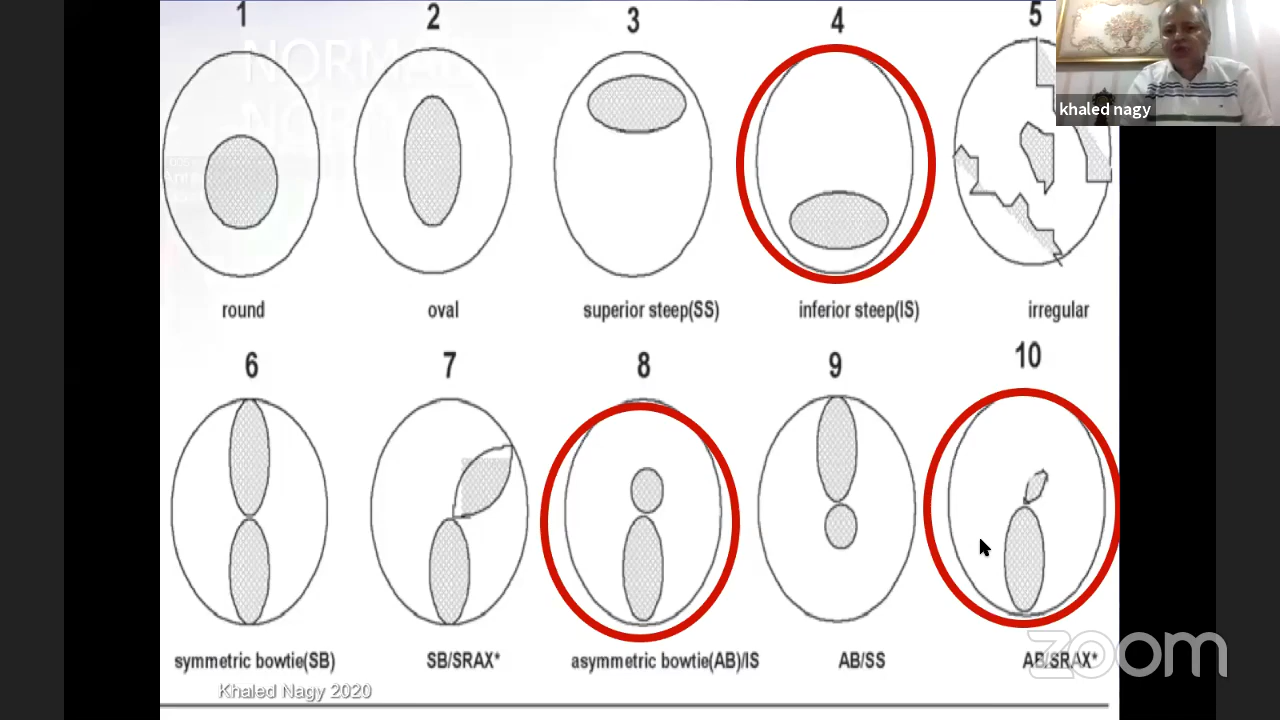 1 2 3 4 5
khaled nagy
round oval superior steep(SS) inferior steep(IS) irregular
6 7 8 9 10
symmetric bowtie(SB) SB/SRAX* asymmetric bowtie(AB)/IS AB/SS AB/SRAX*
Khaled Nagy 2020
zoom